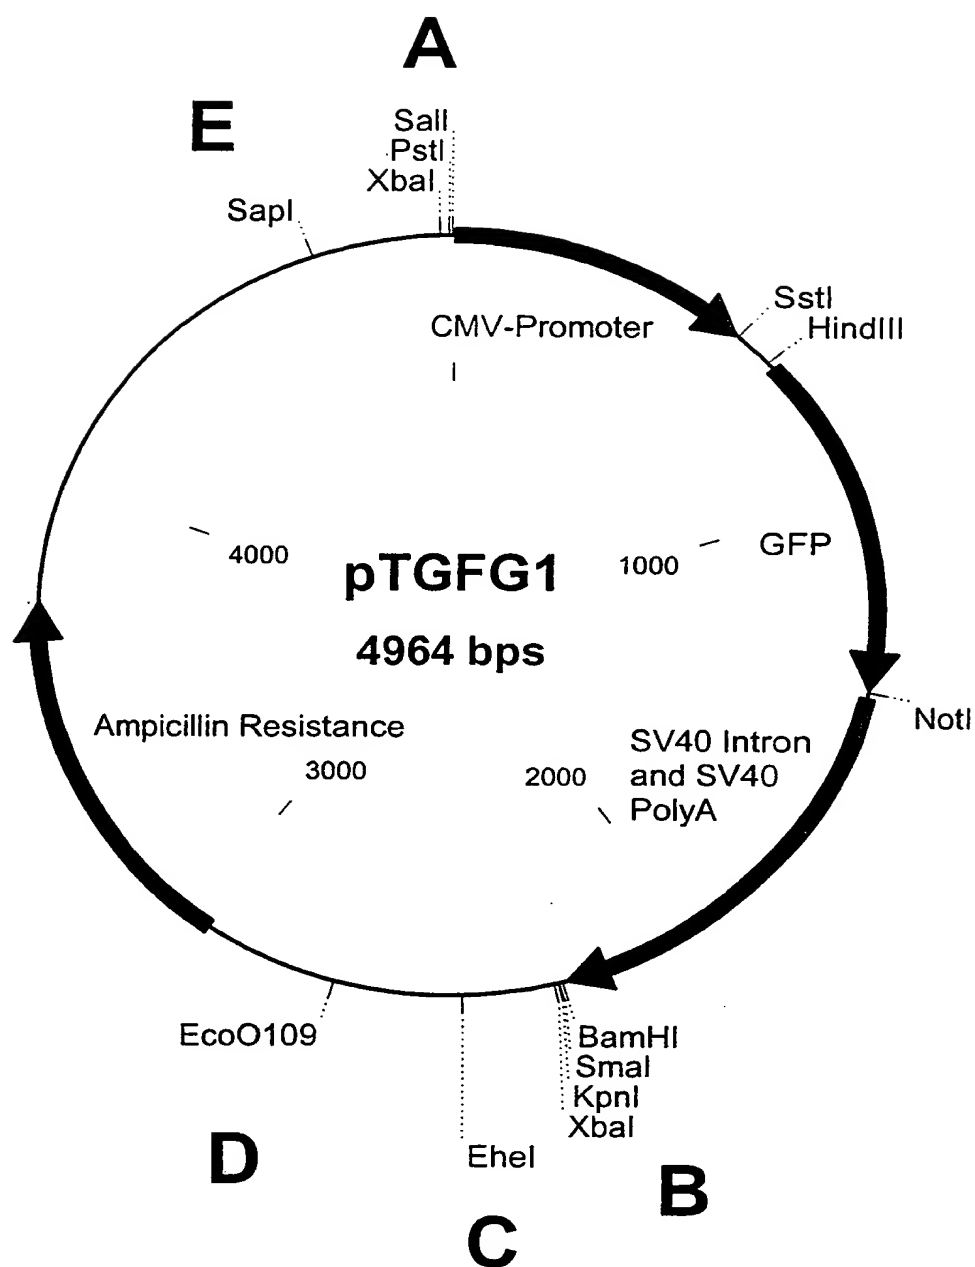 A
E
SalI
PstI
XbaI
SapI
SstI
HindIII
CMV-Promoter
4000
pTGFG1
1000
GFP
4964 bps
NotI
Ampicillin Resistance
SV40 Intron
and SV40
PolyA
3000
2000
EcoO109
BamHI
SmaI
KpnI
XbaI
EheI
D
B
C